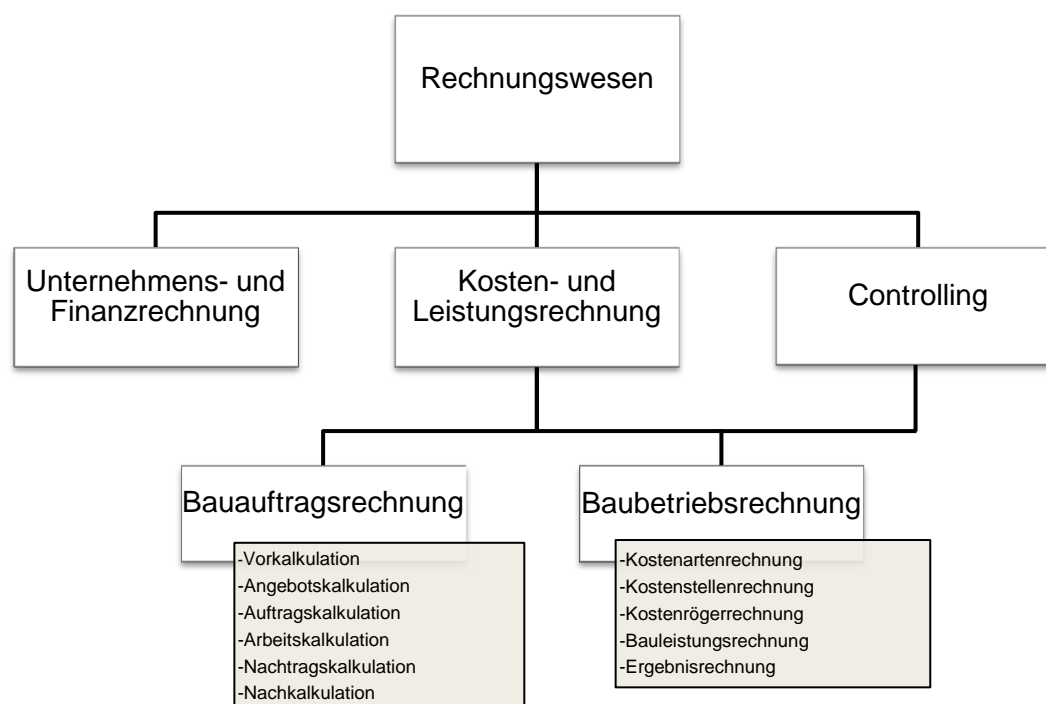 Rechnungswesen
Unternehmens- und
Finanzrechnung
Kosten- und
Leistungsrechnung
Controlling
Bauauftragsrechnung
-Vorkalkulation
-Angebotskalkulation
-Auftragskalkulation
-Arbeitskalkulation
-Nachtragskalkulation
-Nachkalkulation
Baubetriebsrechnung
-Kostenartenrechnung
-Kostenstellenrechnung
-Kostenrögerrechnung
-Bauleistungsrechnung
-Ergebnisrechnung